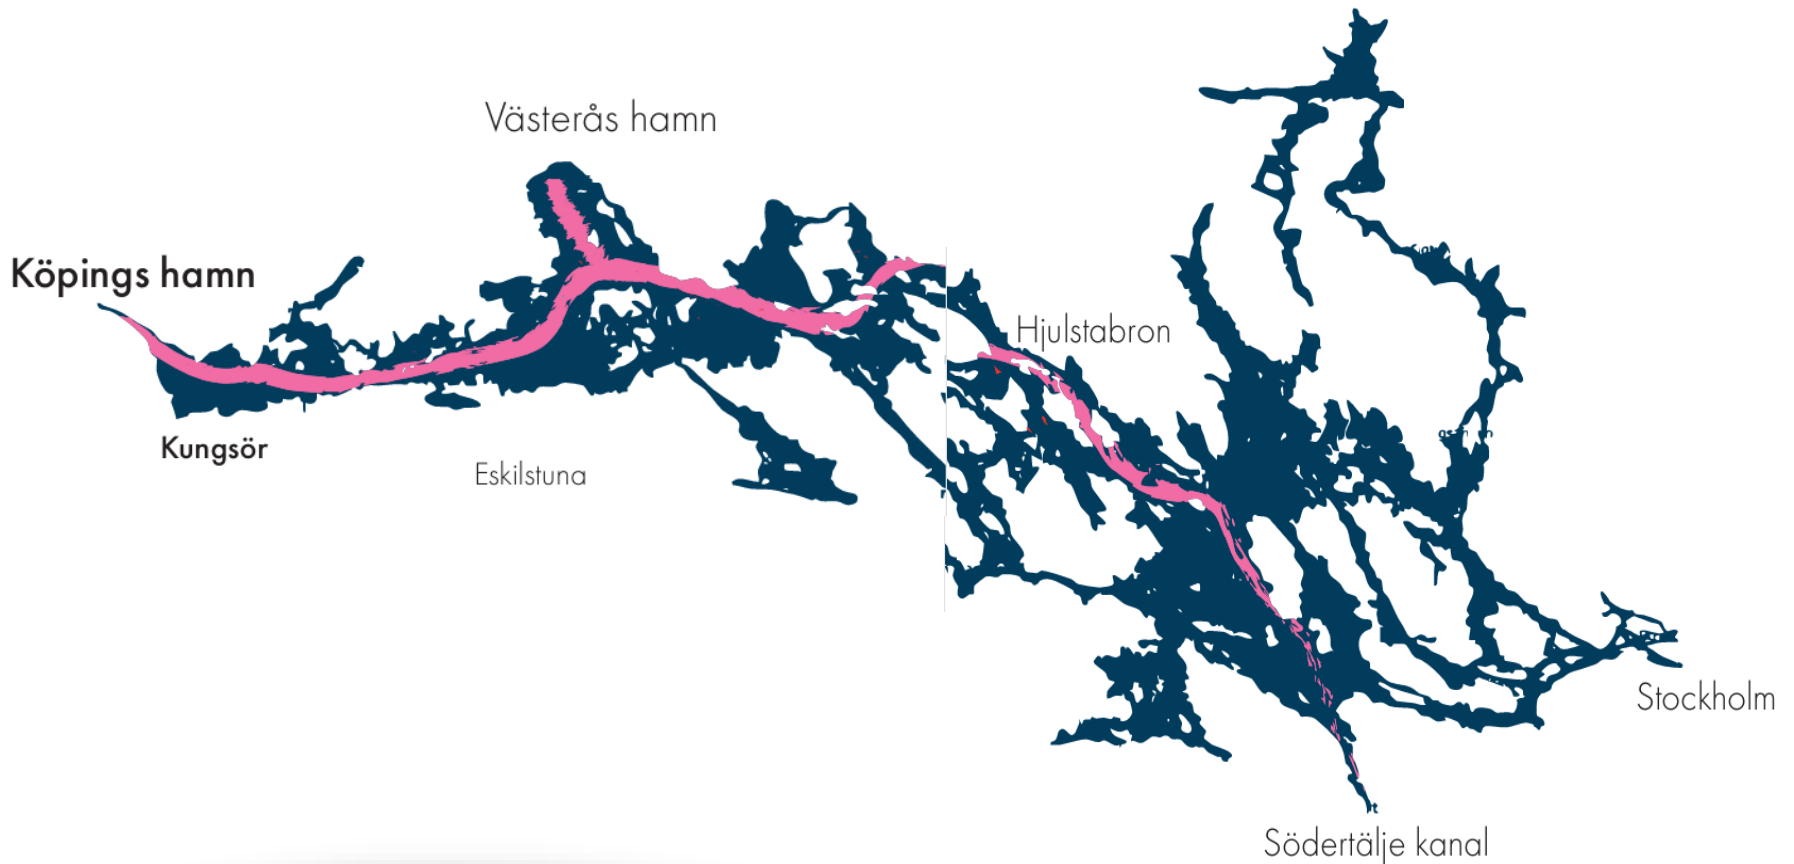 Västerås hamn
Köpings hamn
Hjulstabron
Kungsör
Eskilstuna
Stockholm
Södertälje kanal